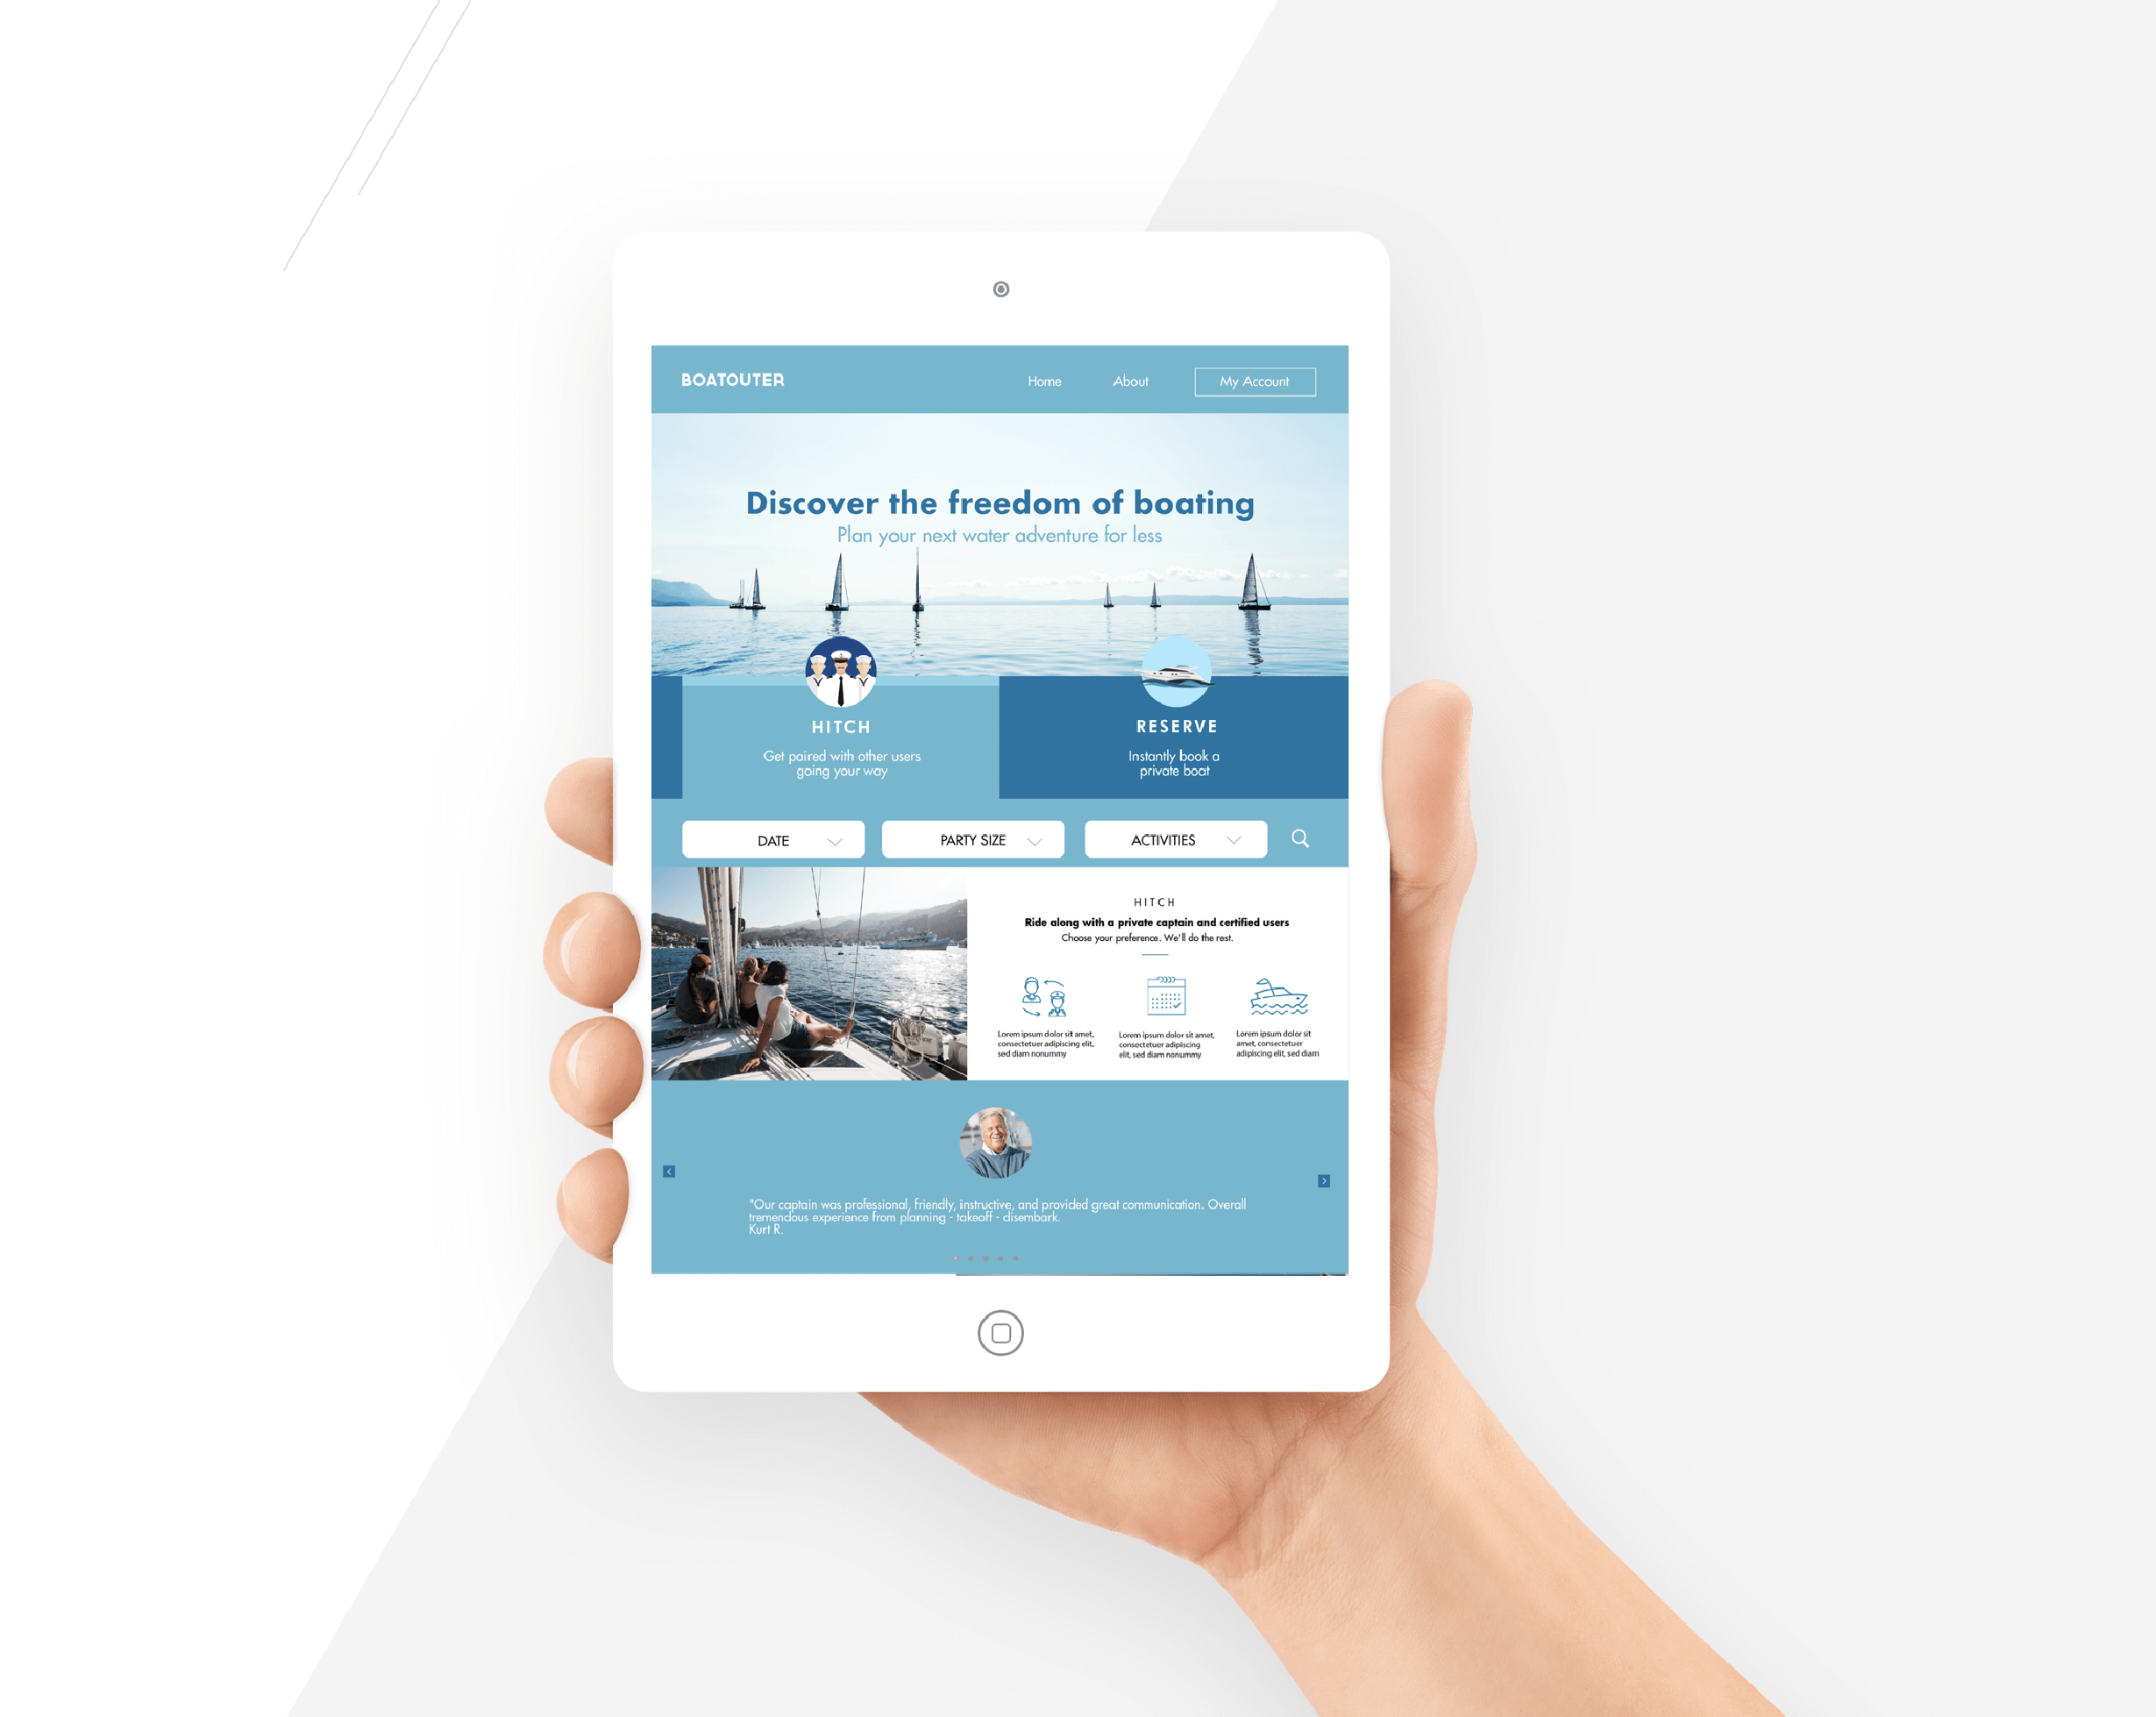 BOATOUTER
Home
About
My Account
Discover the freedom of boating
Plan your next water adventure for less
HITCH
Get paired with other users
going your way
RESERVE
Instantly book a
private boat
DATE
PARTY SIZE
ACTIVITIES
HITCH
Ride along with a private captain and certified users
Choose your preference. We'll do the rest.
Lorem ipsum dolor sit amet,
consectetuer adipiscing elit,
sed diam nonummy
Lorem ipsum dolor sit amet,
consectetuer adipiscing
elit, sed diam nonummy
Lorem ipsum dolor sit
amet, consectetuer
adipiscing elit, sed diam
"Our captain was professional, friendly, instructive, and provided great communication. Overall
tremendous experience from planning - takeoff - disembark.
Kurt R.